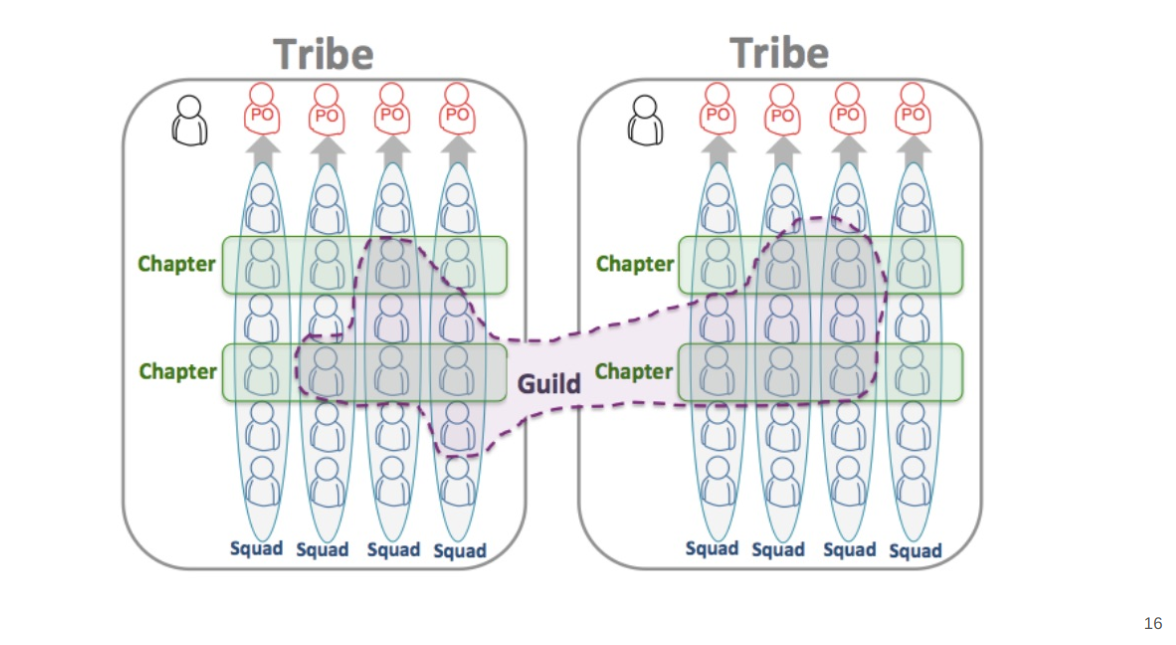 Tribe Tribe
PO PO PO PO PO PO PO PO
Chapter Chapter
Chapter Guild Chapter
Squad Squad Squad Squad Squad Squad Squad Squad
16